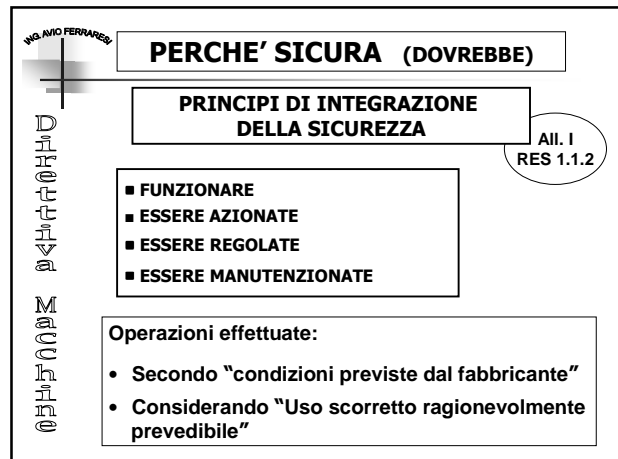 ING. AVIO FERRARESI
PERCHE’ SICURA (DOVREBBE)
PRINCIPI DI INTEGRAZIONE
DELLA SICUREZZA
All. I
RES 1.1.2
Direttiva Macchine
▪ FUNZIONARE
▪ ESSERE AZIONATE
▪ ESSERE REGOLATE
▪ ESSERE MANUTENZIONATE
Operazioni effettuate:
• Secondo “condizioni previste dal fabbricante”
• Considerando “Uso scorretto ragionevolmente
prevedibile”